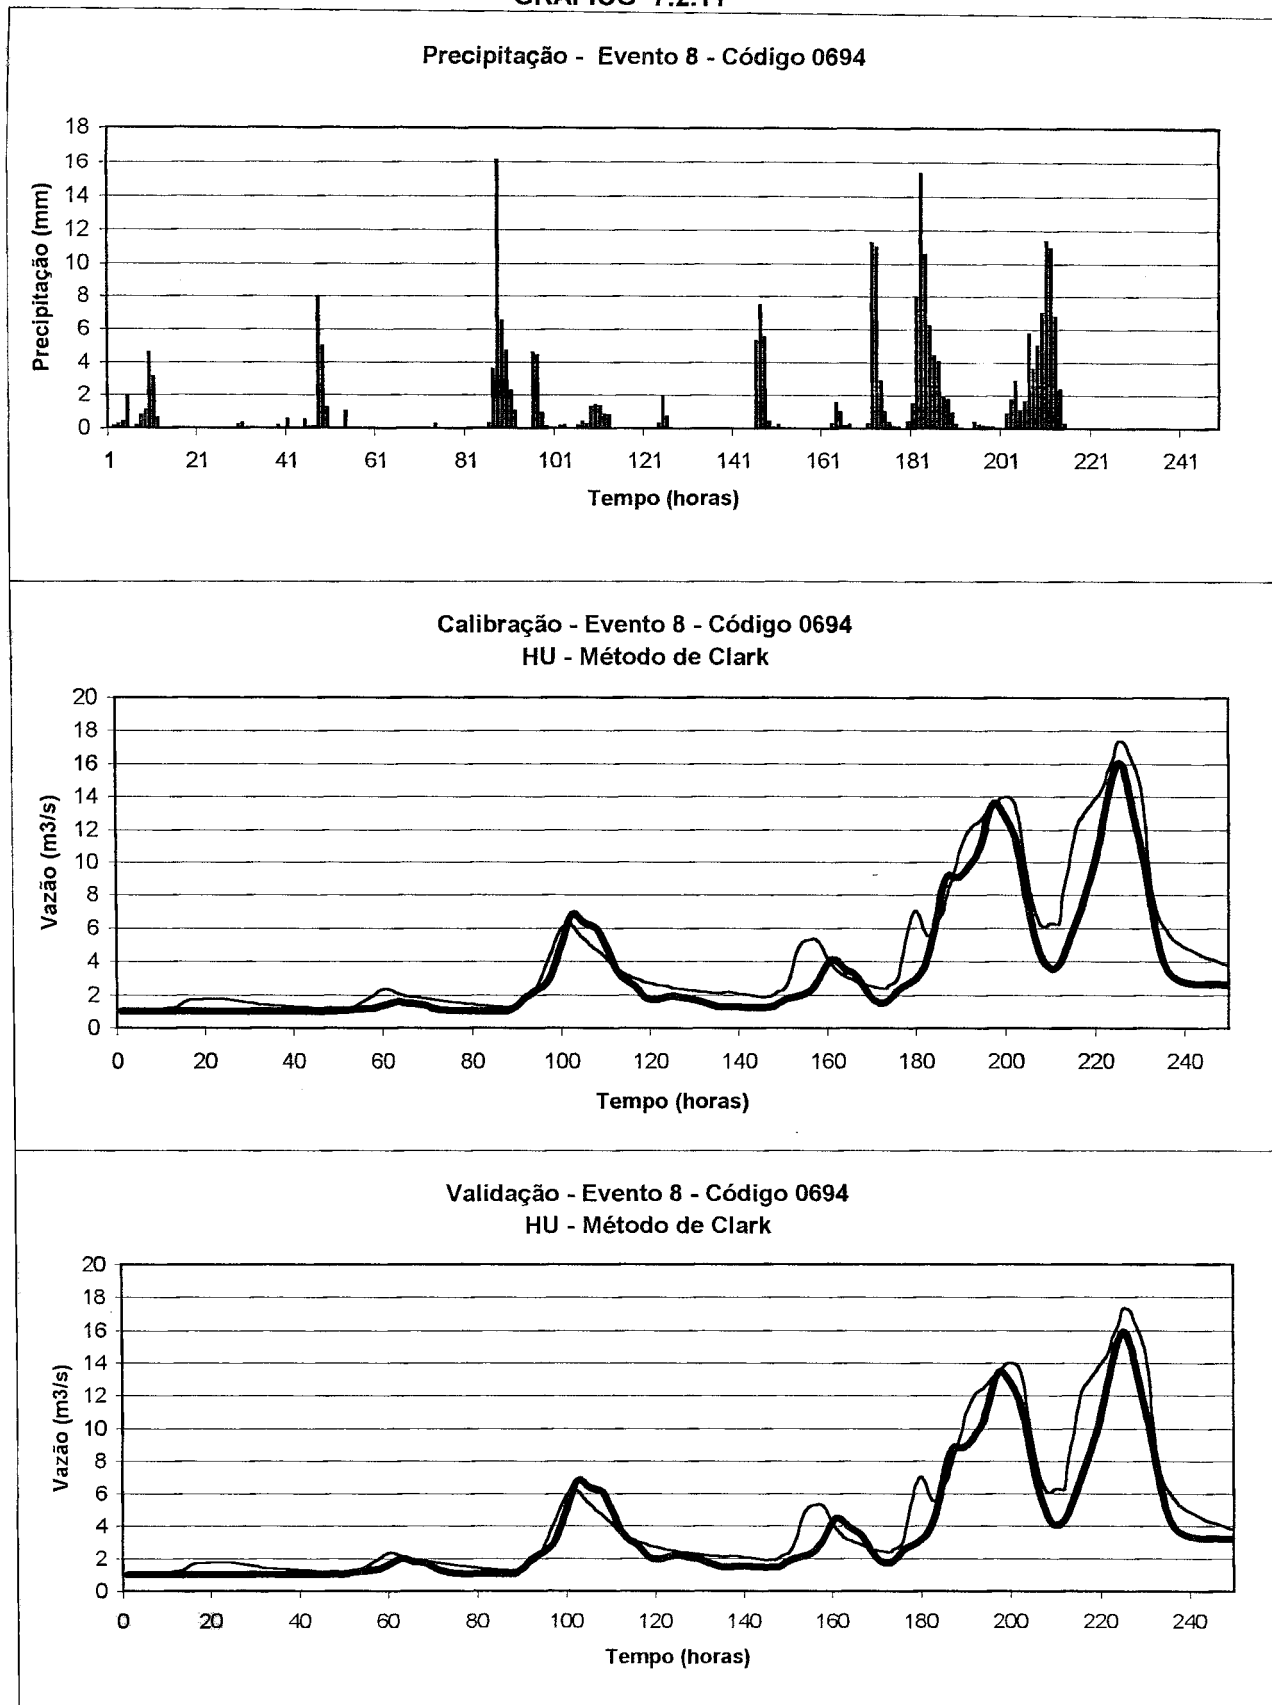 Precipitação - Evento 8 - Código 0694
18
16
14
12
10
8
6
4
2
0
Precipitação (mm)
1 21 41 61 81 101 121 141 161 181 201 221 241
Tempo (horas)
Calibração - Evento 8 - Código 0694
HU - Método de Clark
20
18
16
14
12
10
8
6
4
2
0
Vazão (m3/s)
0 20 40 60 80 100 120 140 160 180 200 220 240
Tempo (horas)
Validação - Evento 8 - Código 0694
HU - Método de Clark
20
18
16
14
12
10
8
6
4
2
0
Vazão (m3/s)
0 20 40 60 80 100 120 140 160 180 200 220 240
Tempo (horas)